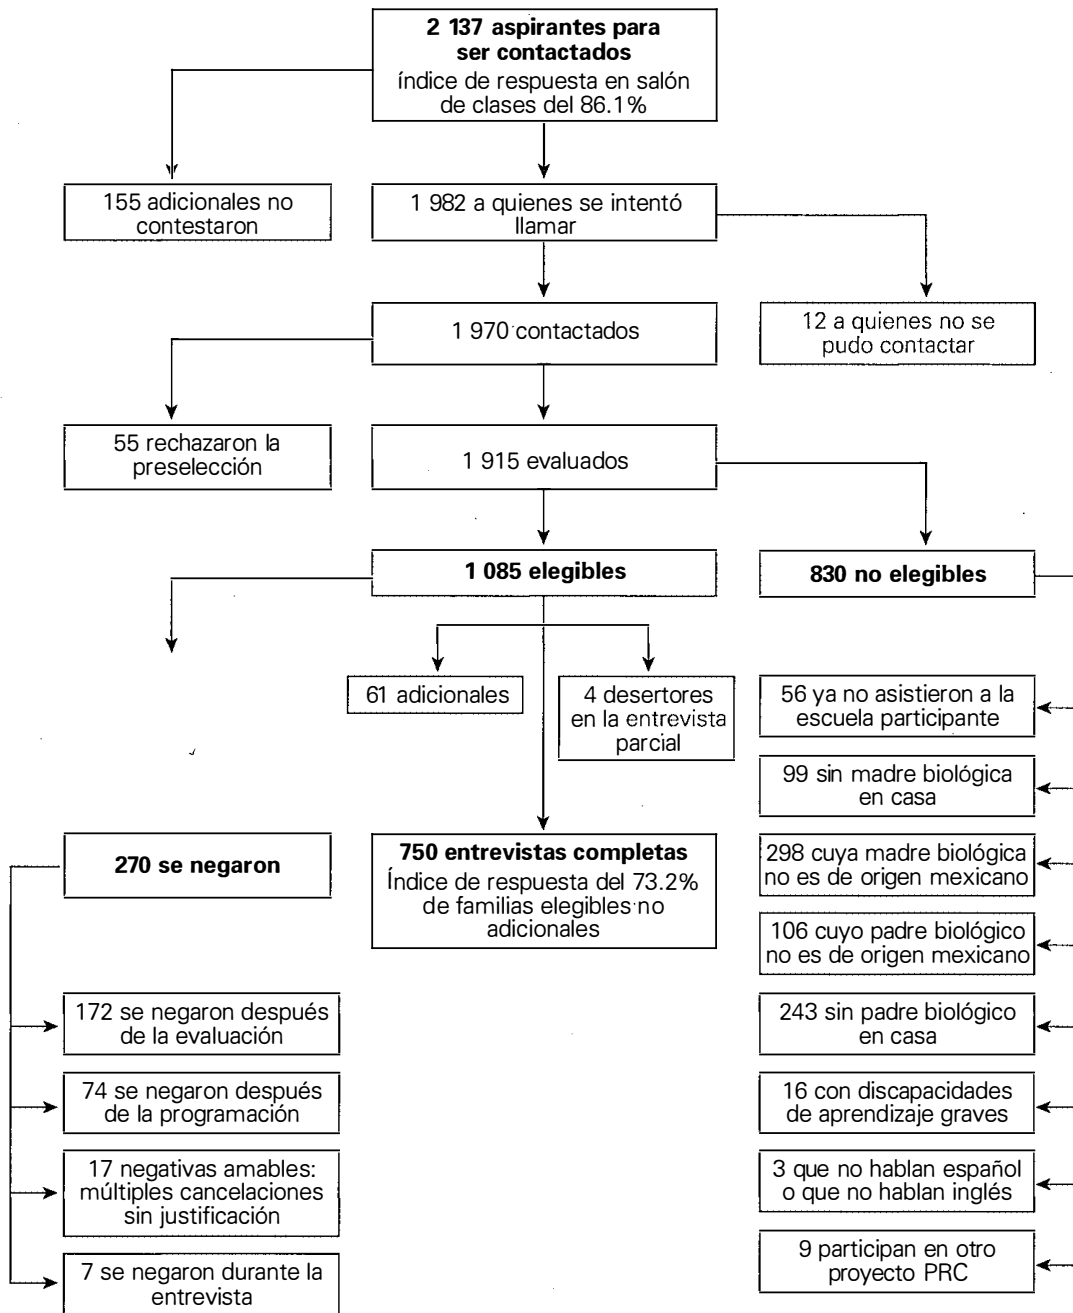 2 137 aspirantes para
ser contactados
índice de respuesta en salón
de clases del 86.1%
155 adicionales no
contestaron
1 982 a quienes se intentó
llamar
1 970 contactados
12 a quienes no se
pudo contactar
55 rechazaron la
preselección
1 915 evaluados
1 085 elegibles
830 no elegibles
61 adicionales
4 desertores
en la entrevista
parcial
56 ya no asistieron a la
escuela participante
99 sin madre biológica
en casa
270 se negaron
750 entrevistas completas
Índice de respuesta del 73.2%
de familias elegibles no
adicionales
298 cuya madre biológica
no es de origen mexicano
106 cuyo padre biológico
no es de origen mexicano
172 se negaron después
de la evaluación
243 sin padre biológico
en casa
74 se negaron después
de la programación
16 con discapacidades
de aprendizaje graves
17 negativas amables:
múltiples cancelaciones
sin justificación
3 que no hablan español
o que no hablan inglés
7 se negaron durante la
entrevista
9 participan en otro
proyecto PRC